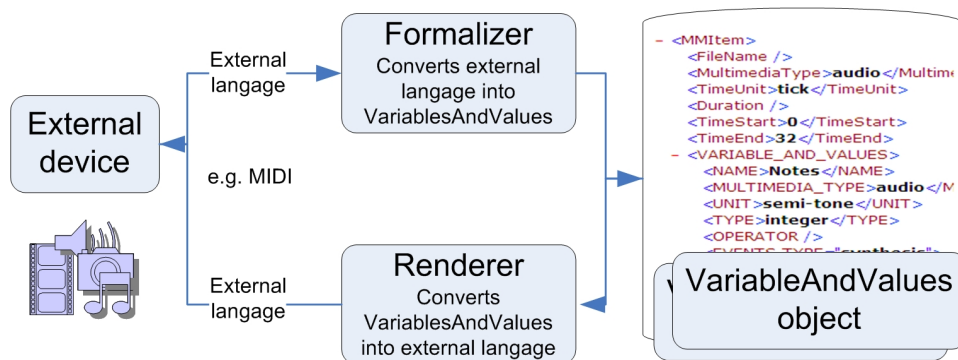 External
device
External
langage
e.g. MIDI
External
langage
Formalizer
Converts external
langage into
VariablesAndValues
Renderer
Converts
VariablesAndValues
into external langage
– <MMItem>
<FileName />
<MultimediaType>audio</Multime
<TimeUnit>tick</TimeUnit>
<Duration />
<TimeStart>0</TimeStart>
<TimeEnd>32</TimeEnd>
– <VARIABLE_AND_VALUES>
<NAME>Notes</NAME>
<MULTIMEDIA_TYPE>audio</M
<UNIT>semi-tone</UNIT>
<TYPE>integer</TYPE>
<OPERATOR />
<EVENTS_TYPE="synthesis">
VariableAndValues
object